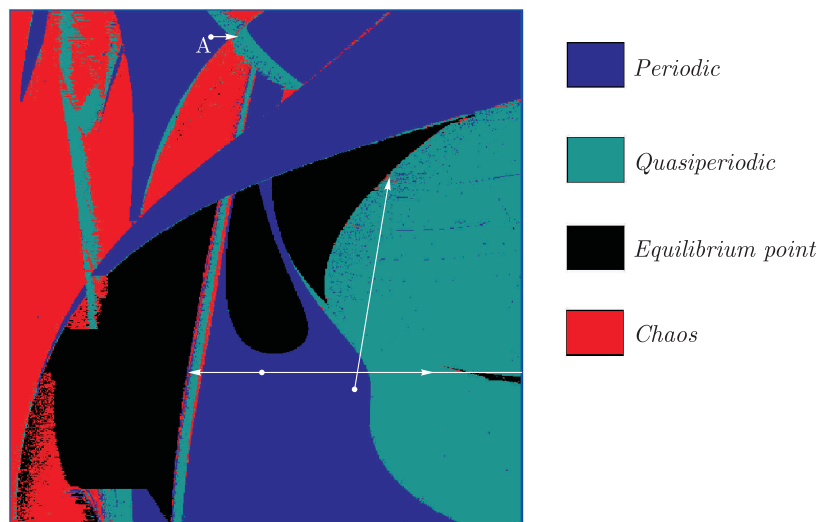 A
Periodic
Quasiperiodic
Equilibrium point
Chaos